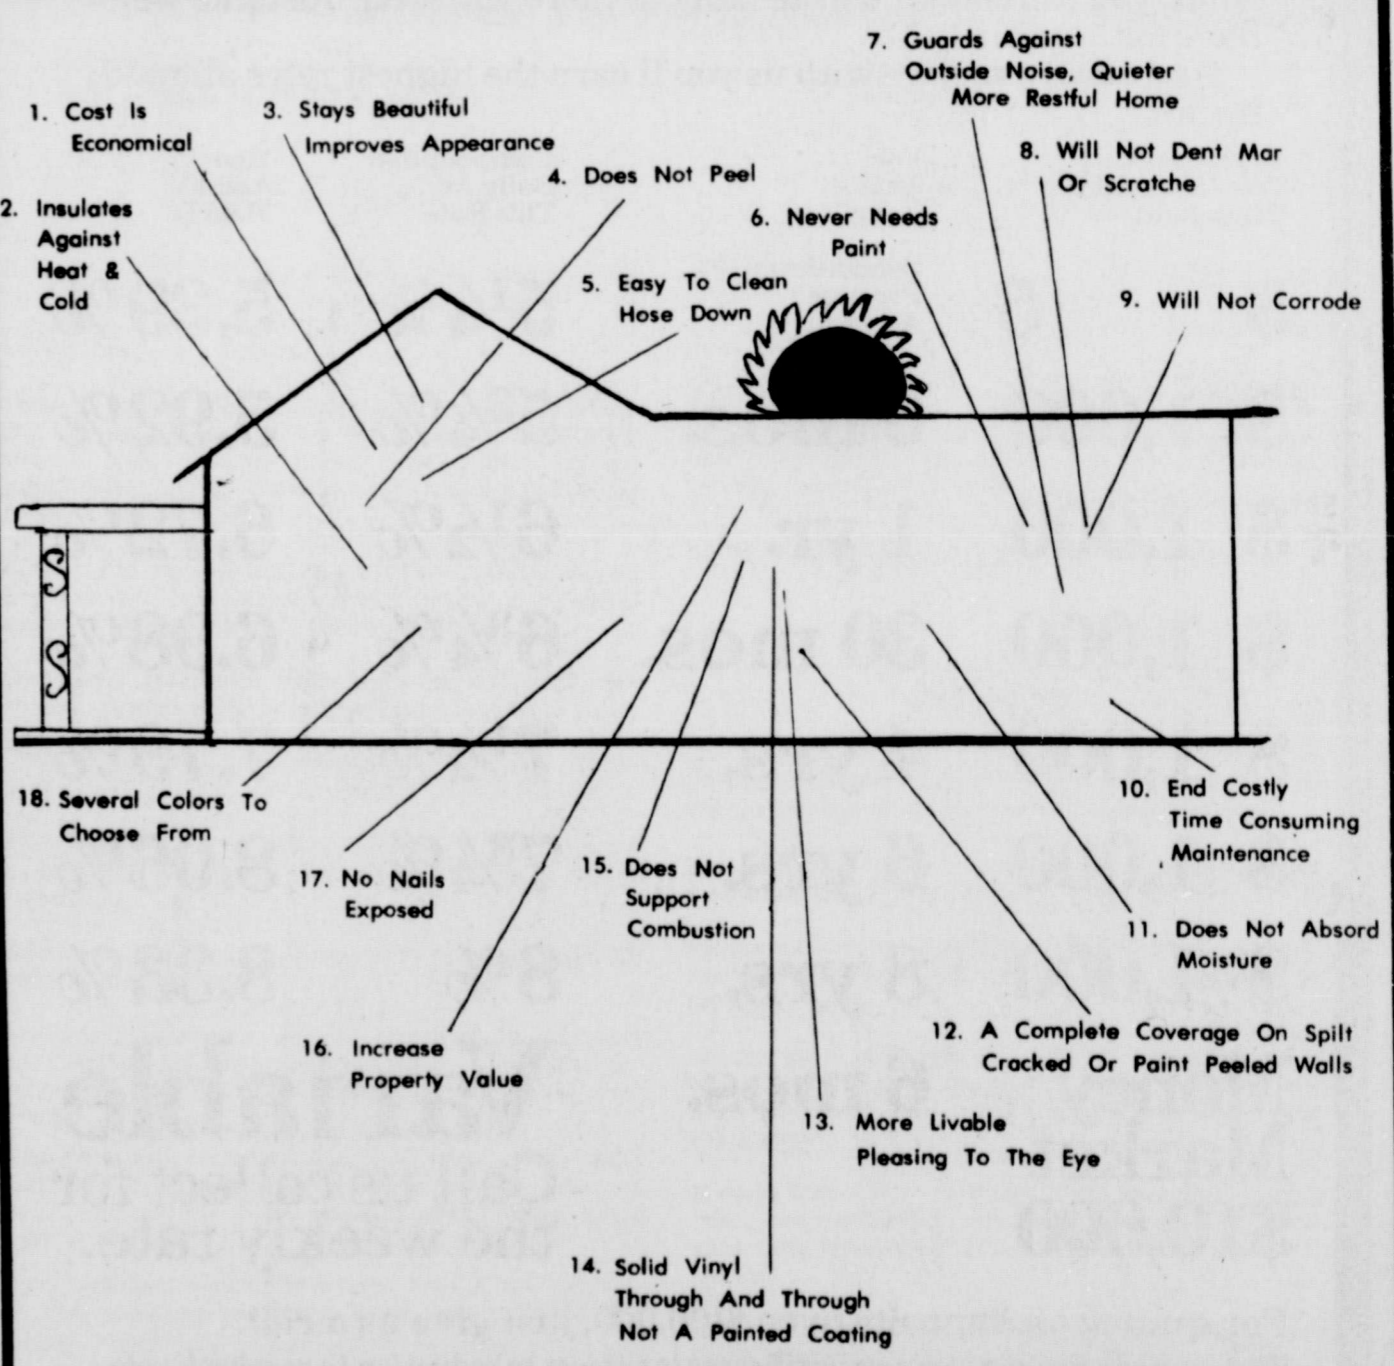 1. Cost Is
Economical
2. Insulates
Against
Heat &
Cold
3. Stays Beautiful
Improves Appearance
4. Does Not Peel
5. Easy To Clean
Hose Down
6. Never Needs
Paint
7. Guards Against
Outside Noise, Quieter
More Restful Home
8. Will Not Dent Mar
Or Scratche
9. Will Not Corrode
10. End Costly
Time Consuming
Maintenance
11. Does Not Absord
Moisture
12. A Complete Coverage On Spilt
Cracked Or Paint Peeled Walls
13. More Livable
Pleasing To The Eye
14. Solid Vinyl
Through And Through
Not A Painted Coating
15. Does Not
Support
Combustion
16. Increase
Property Value
17. No Nails
Exposed
18. Several Colors To
Choose From